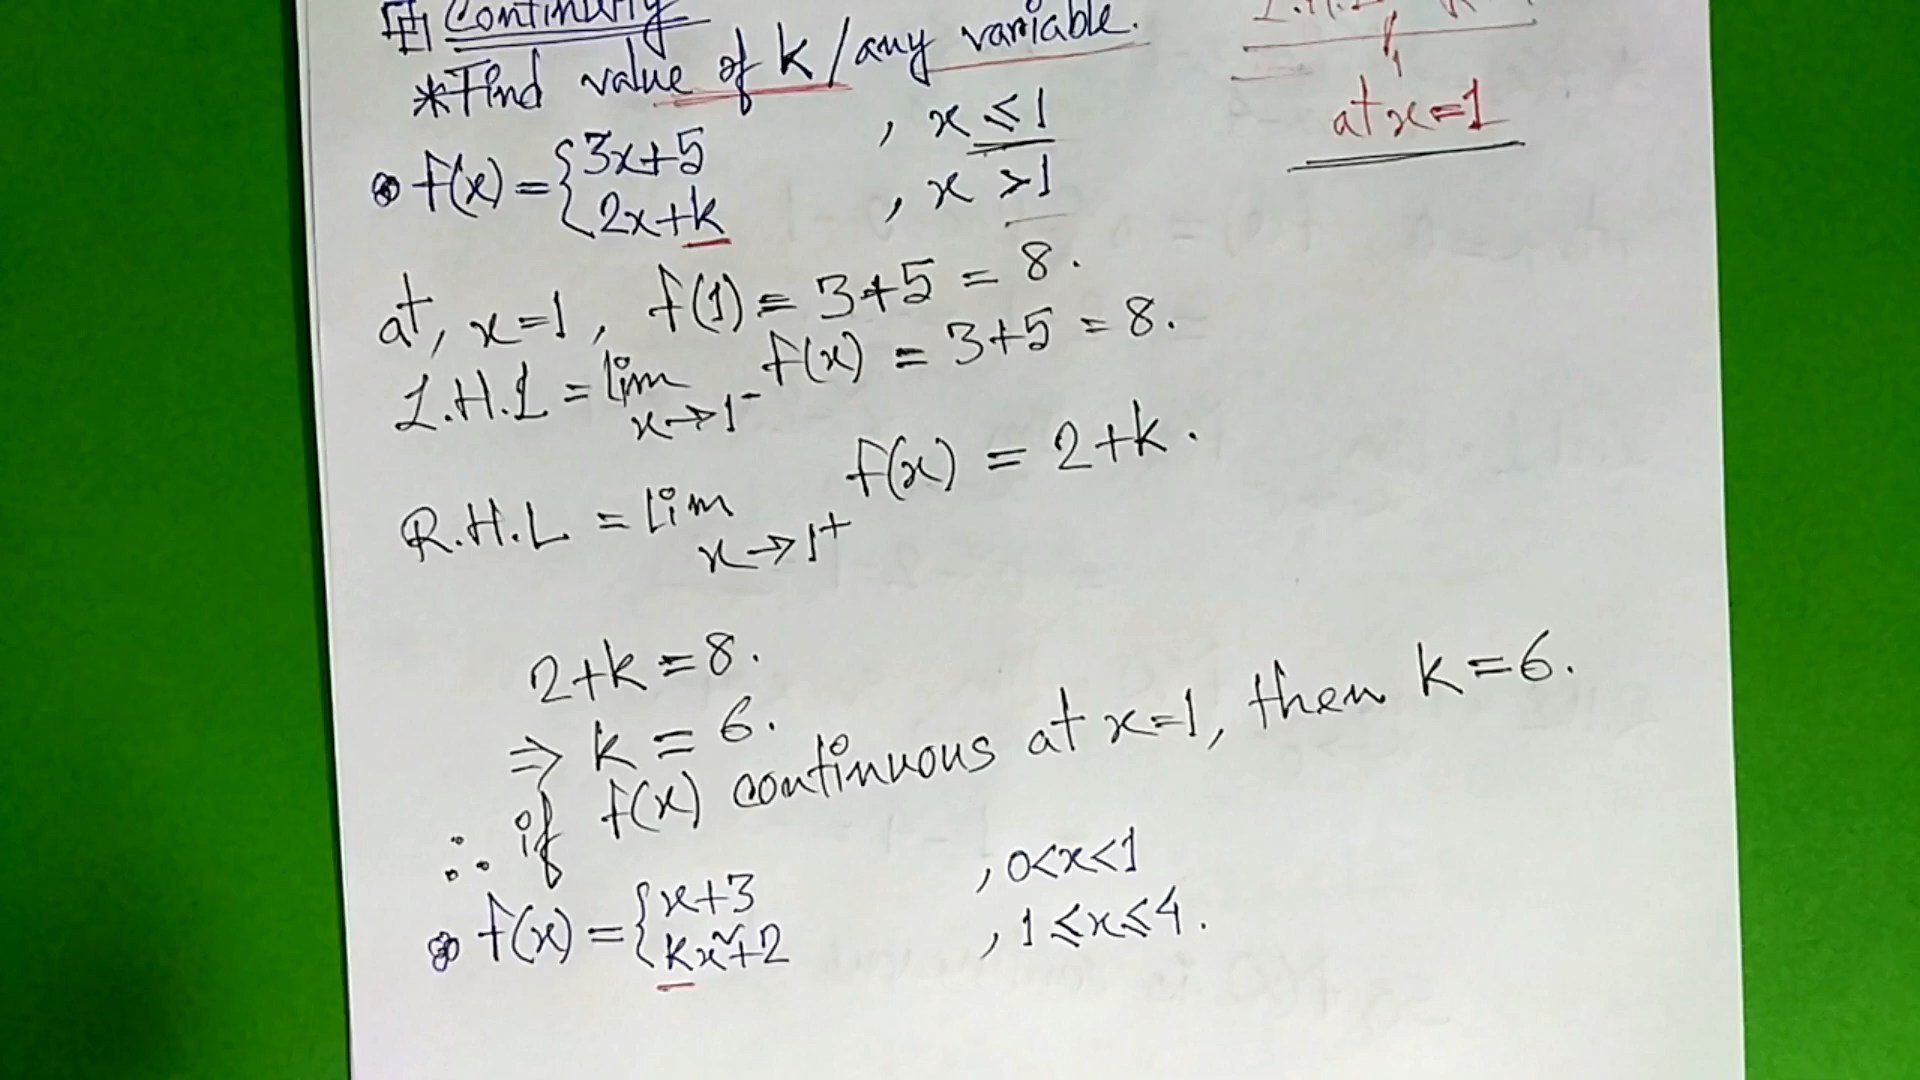 Continuity
*Find value of k/any variable.
at x=1
f(x) = { 3x+5 , x ≤ 1
2x+k , x > 1
at, x=1, f(1) = 3+5 = 8.
L.H.L = lim x→1⁻ f(x) = 3+5 = 8.
R.H.L = lim x→1⁺ f(x) = 2+k.
2+k = 8.
⇒ k = 6.
∴ if f(x) continuous at x=1, then k=6.
f(x) = { x+3 , 0<x<1
kx²+2 , 1≤x≤4.